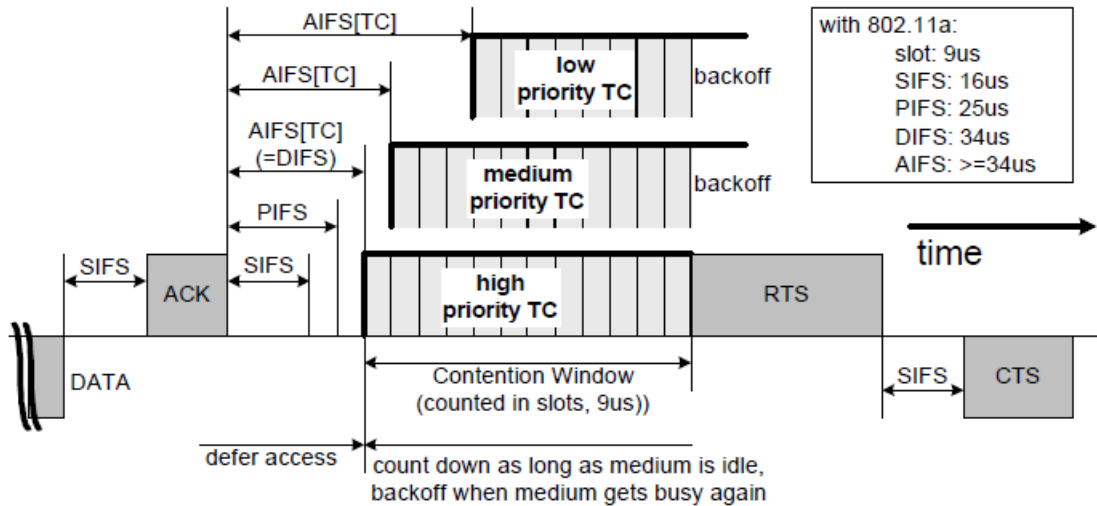 AIFS[TC]
with 802.11a:
slot: 9us
SIFS: 16us
PIFS: 25us
DIFS: 34us
AIFS: >=34us
low
priority TC
backoff
AIFS[TC]
AIFS[TC]
(=DIFS)
medium
priority TC
backoff
PIFS
time
SIFS
ACK
SIFS
high
priority TC
RTS
DATA
Contention Window
(counted in slots, 9us))
SIFS
CTS
defer access
count down as long as medium is idle,
backoff when medium gets busy again